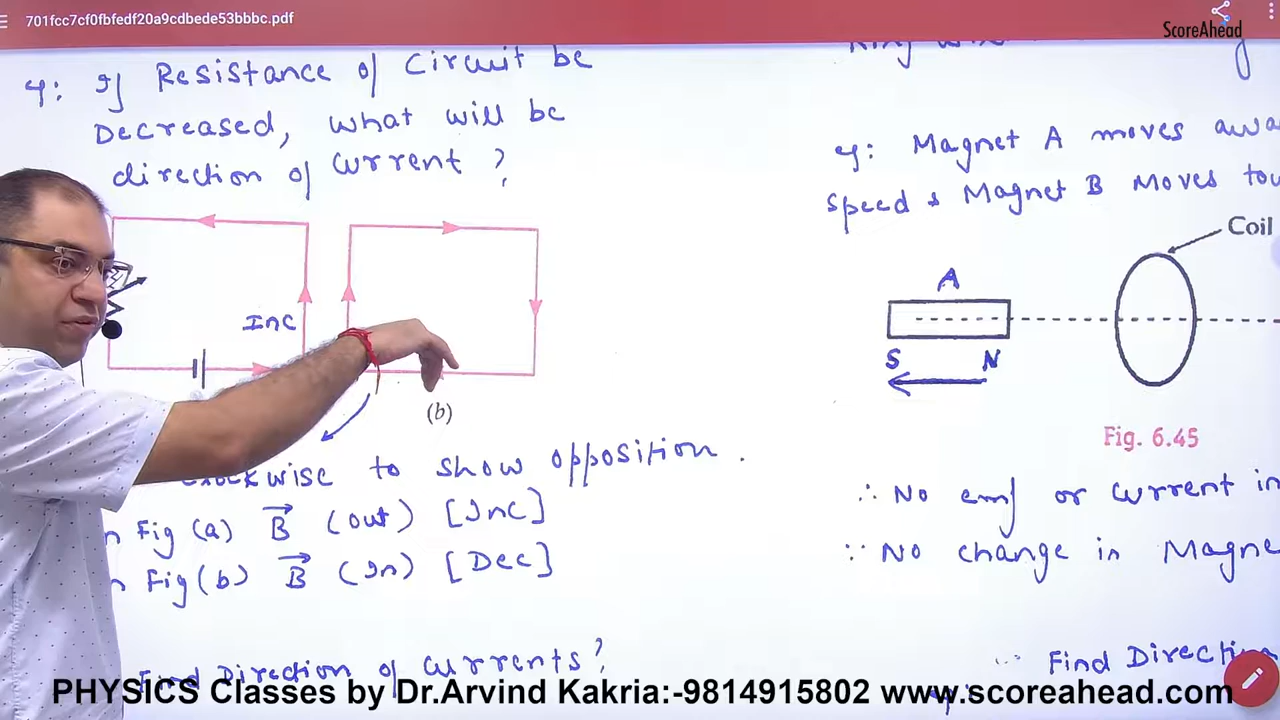 701fcc7cf0fbfedf20a9cdbede53bbbc.pdf
ScoreAhead
eg: If Resistance of Circuit be
Decreased, what will be
direction of current ?
Inc
(b)
clockwise to show opposition .
Fig (a) B (out) [Inc]
Fig (b) B (In) [Dec]
Find Direction of currents?
eg: Magnet A moves awa
Speed & Magnet B Moves tow
Coil
A
S N
Fig. 6.45
∴ No emf or current in
∵ No change in Magne
Find Directio
PHYSICS Classes by Dr.Arvind Kakria:-9814915802 www.scoreahead.com